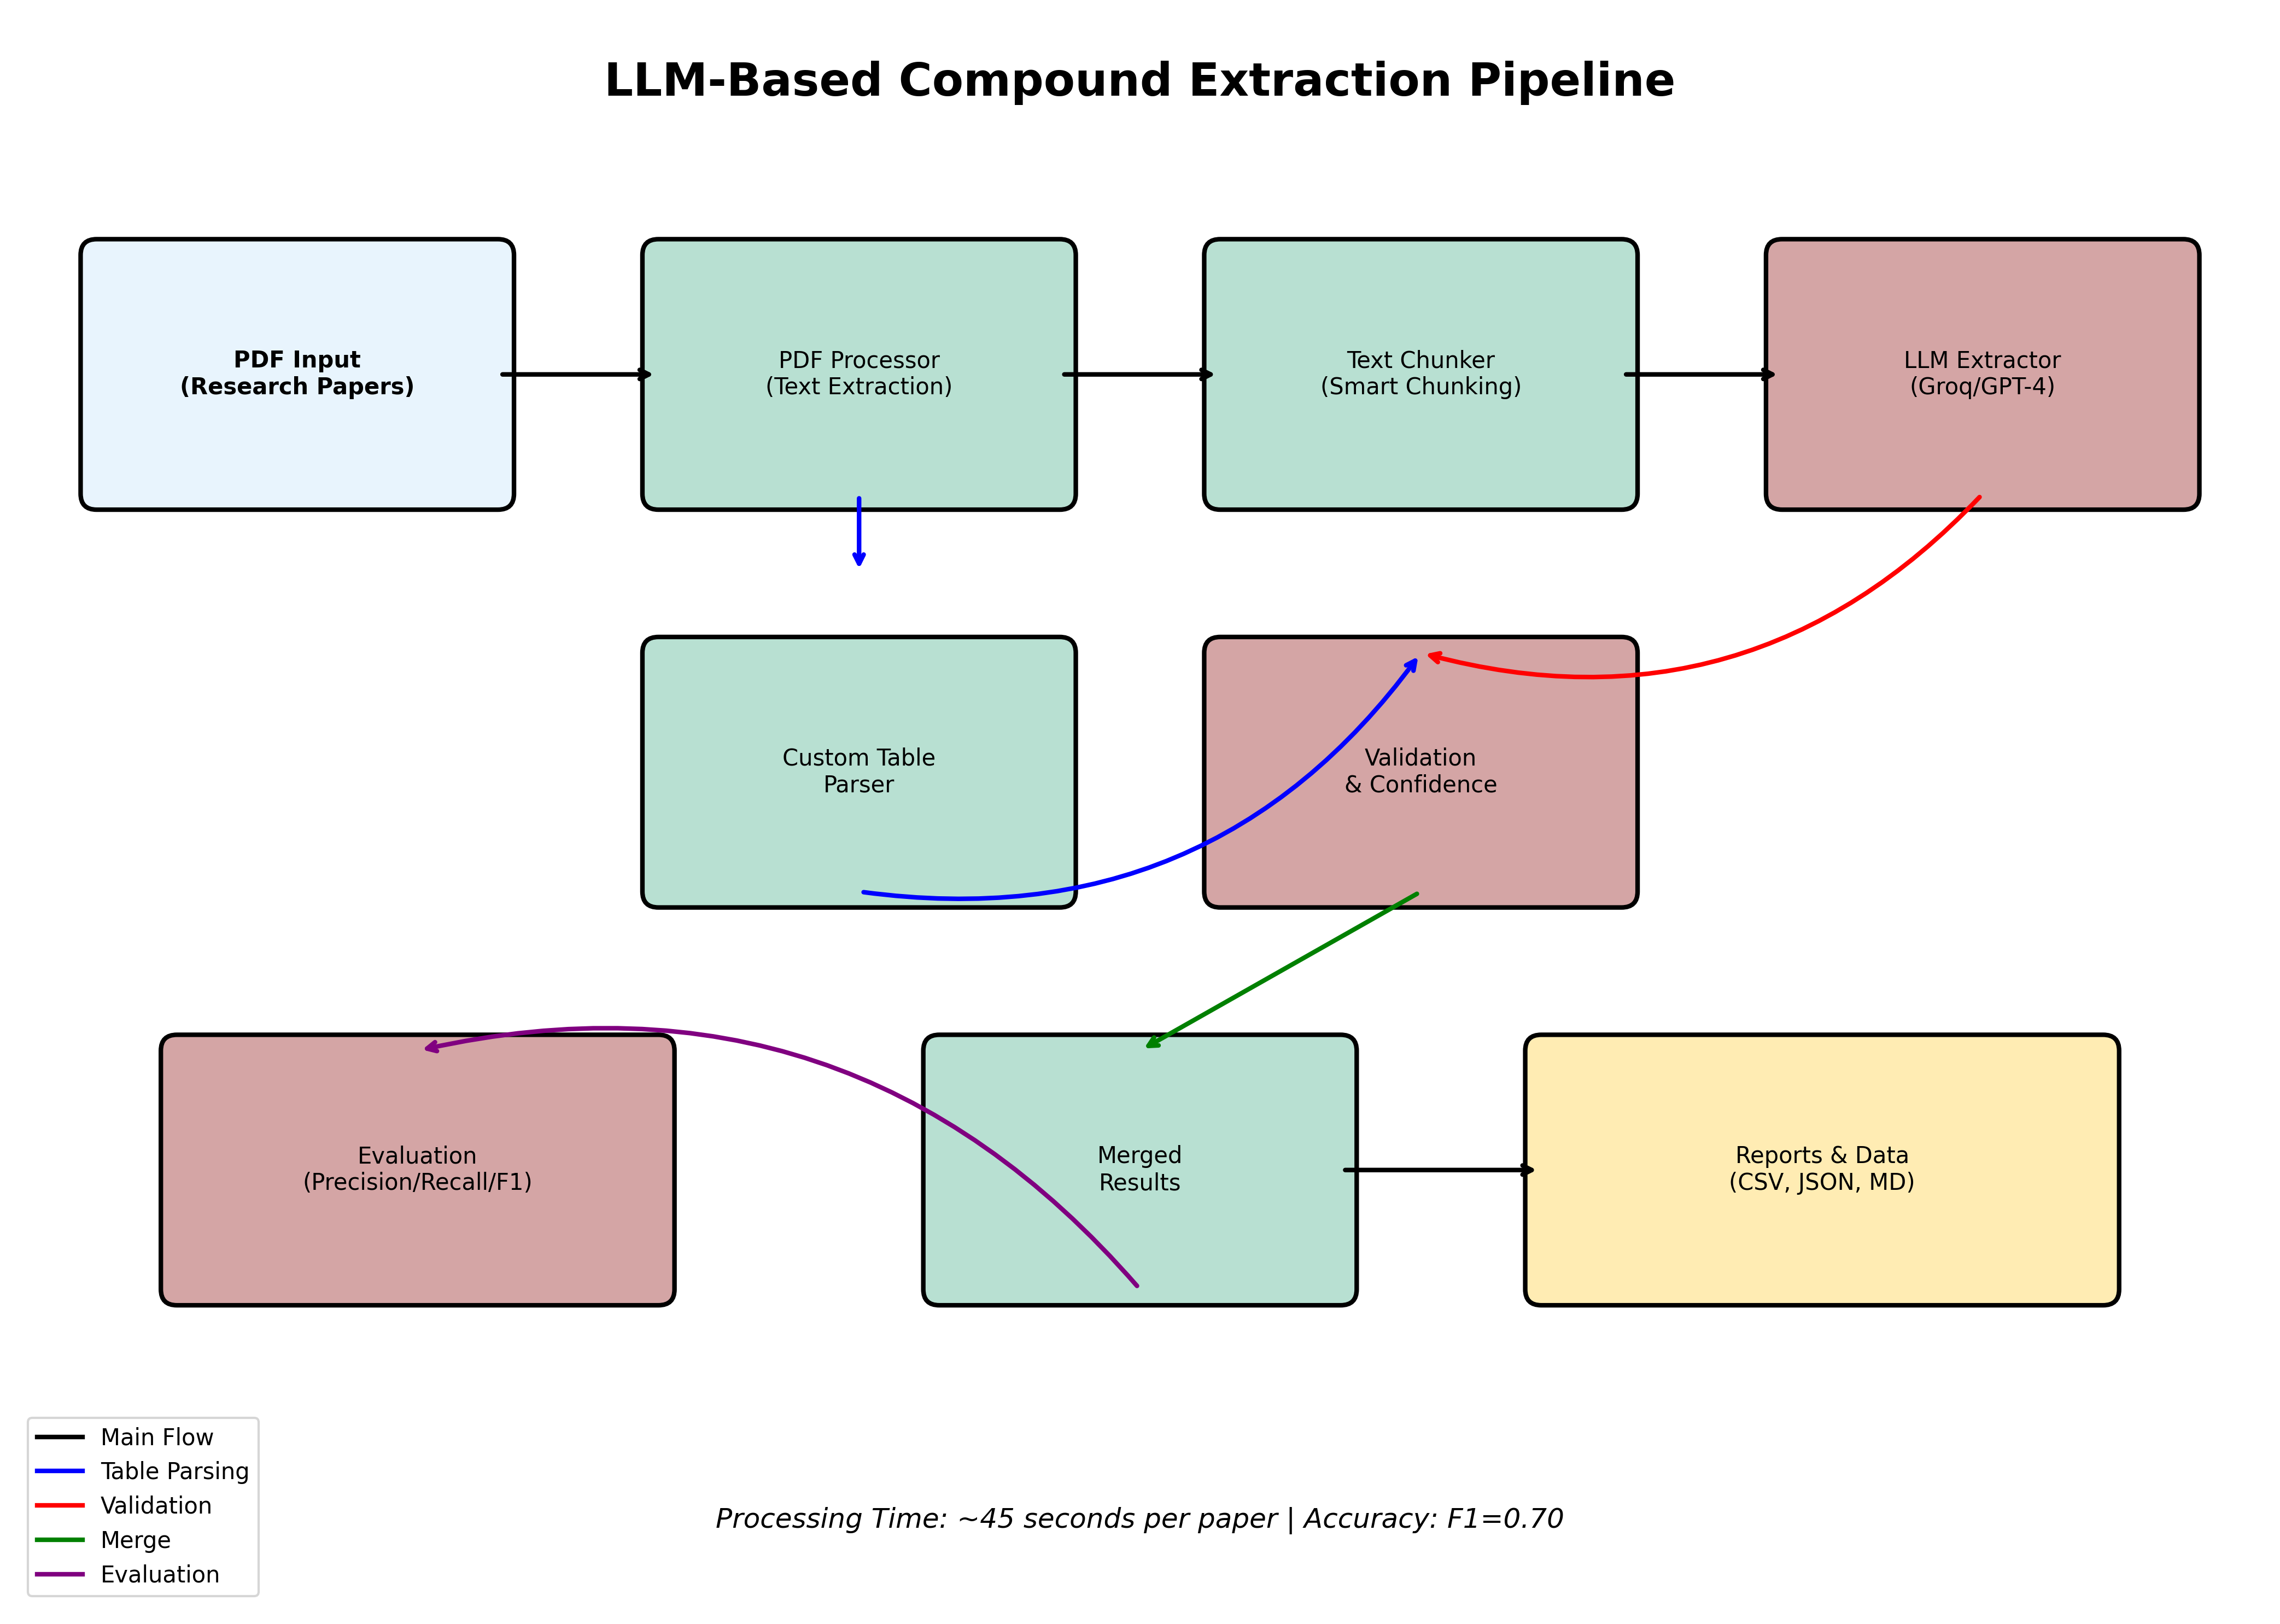 LLM-Based Compound Extraction Pipeline
PDF Input
(Research Papers)
PDF Processor
(Text Extraction)
Text Chunker
(Smart Chunking)
LLM Extractor
(Groq/GPT-4)
Custom Table
Parser
Validation
& Confidence
Evaluation
(Precision/Recall/F1)
Merged
Results
Reports & Data
(CSV, JSON, MD)
Main Flow
Table Parsing
Validation
Merge
Evaluation
Processing Time: ~45 seconds per paper | Accuracy: F1=0.70